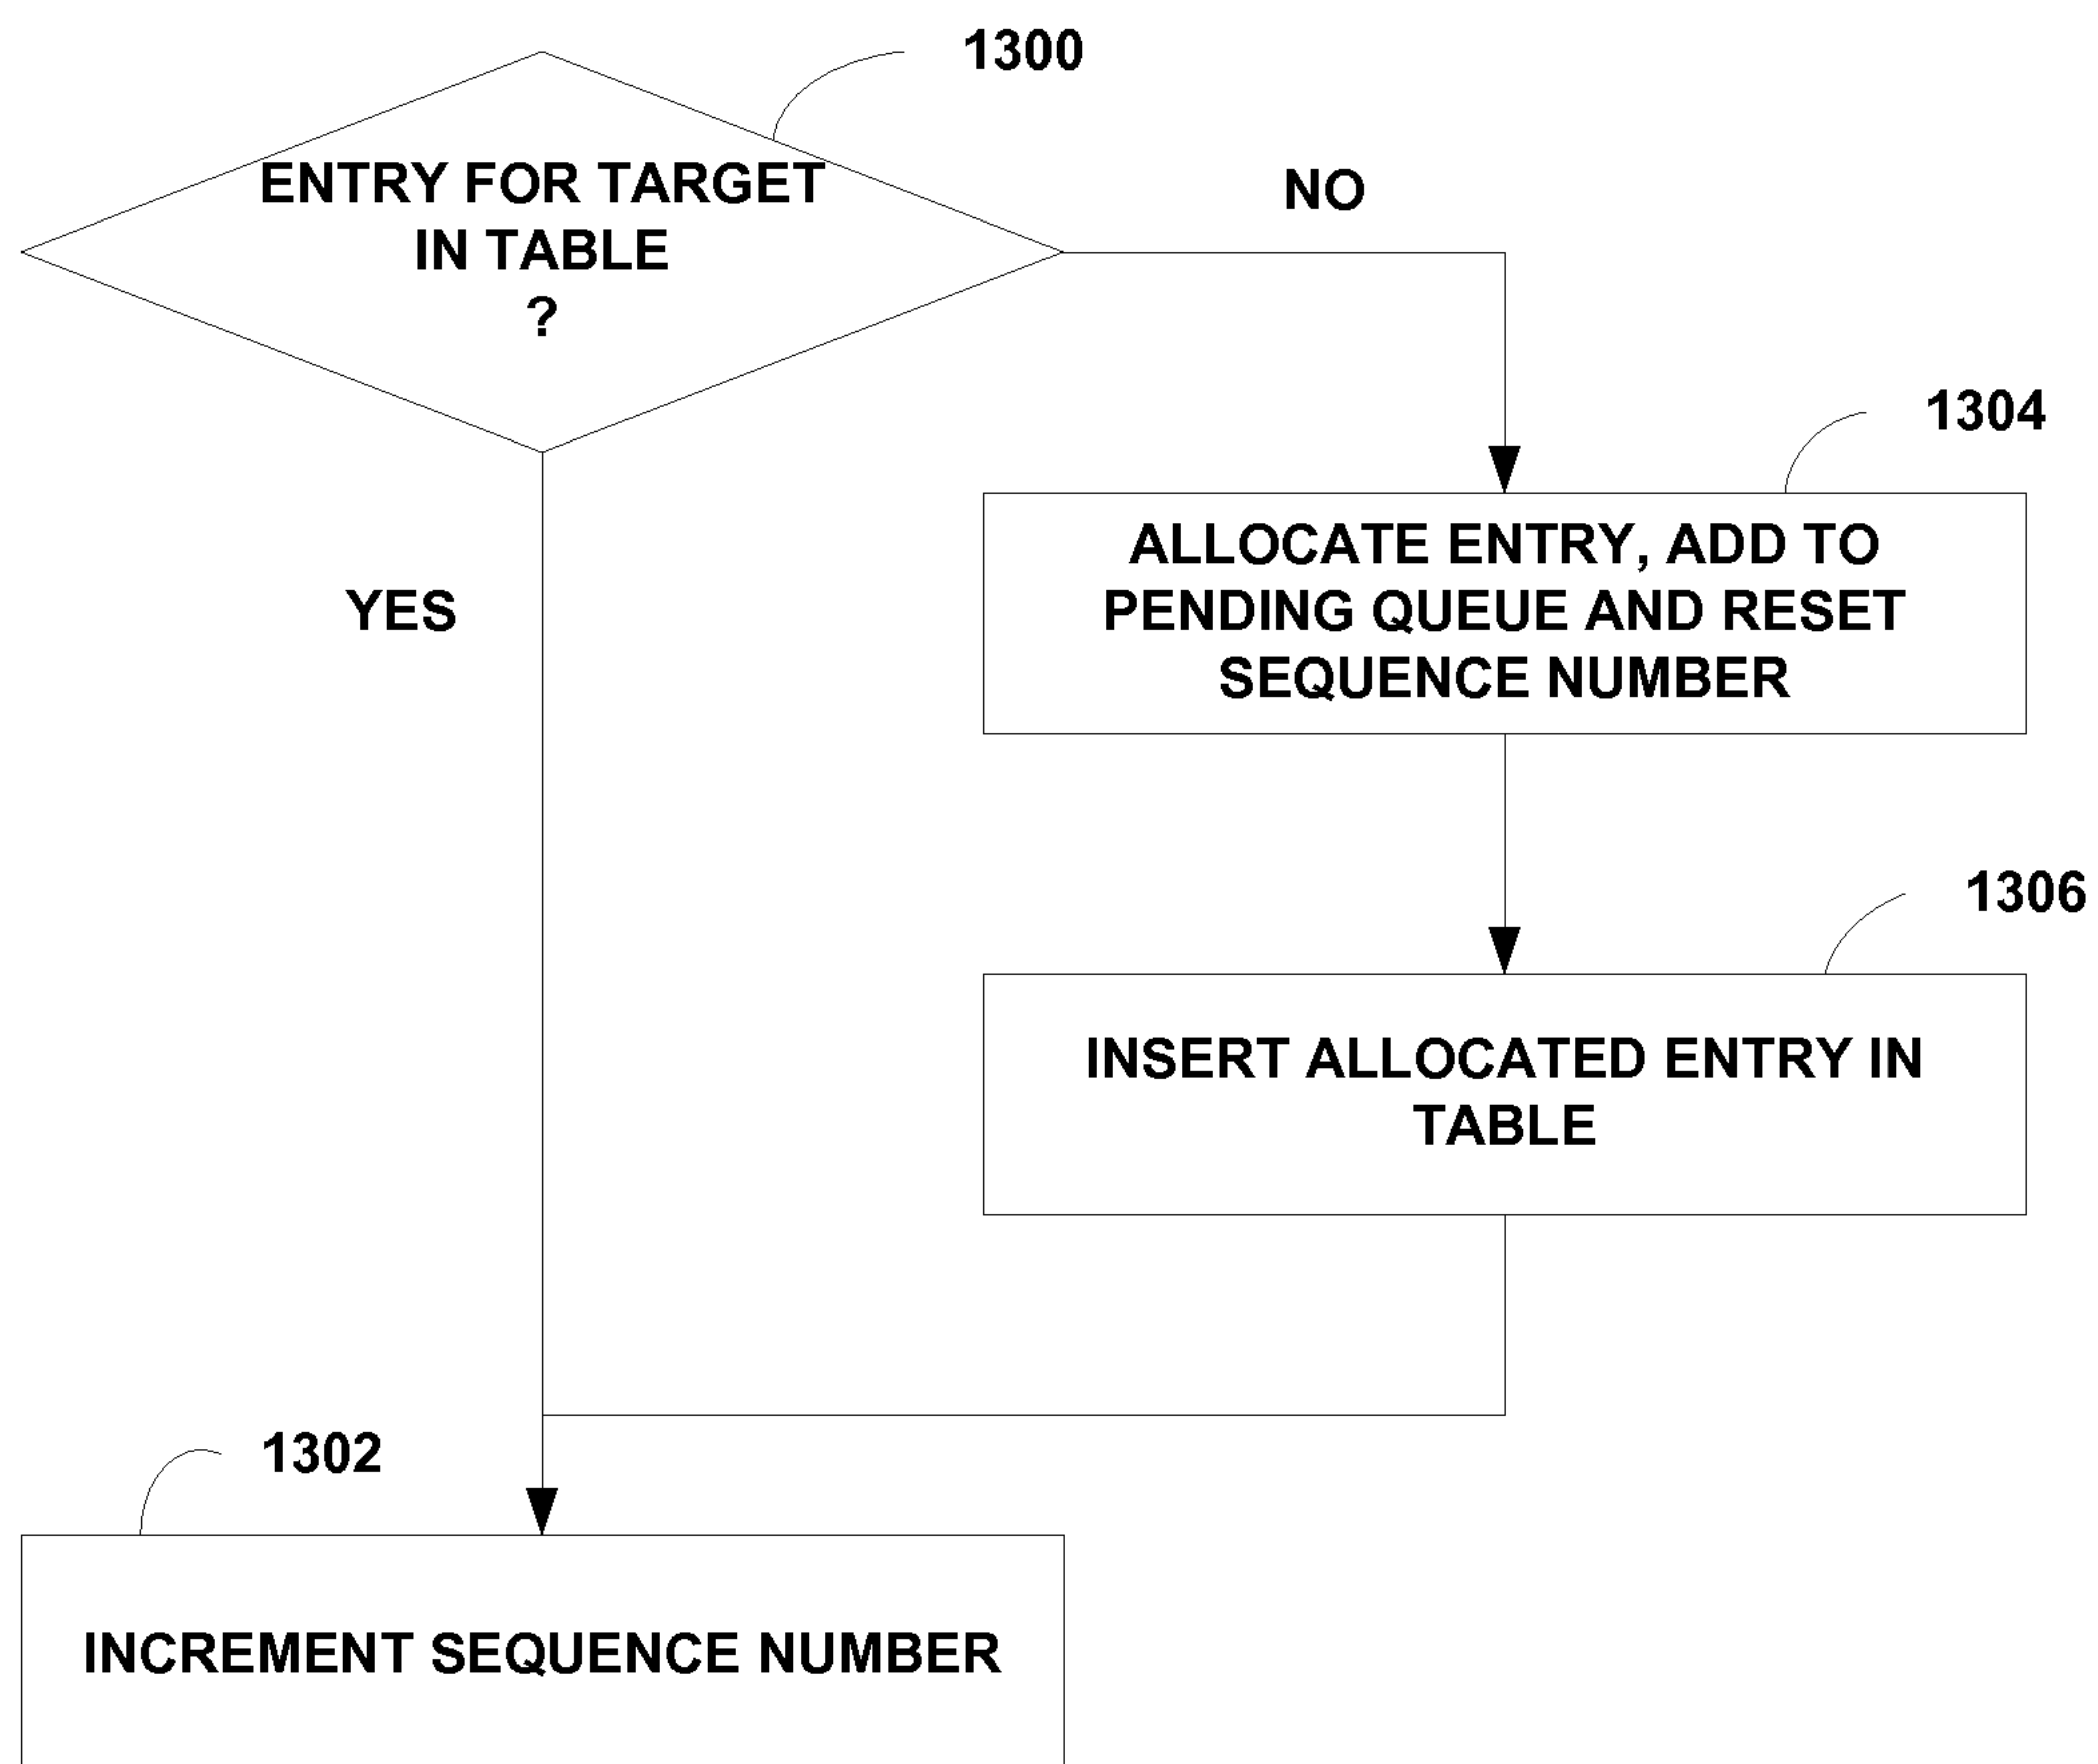 1300
ENTRY FOR TARGET
IN TABLE
?
NO
1304
ALLOCATE ENTRY, ADD TO
PENDING QUEUE AND RESET
SEQUENCE NUMBER
YES
1306
INSERT ALLOCATED ENTRY IN
TABLE
1302
INCREMENT SEQUENCE NUMBER